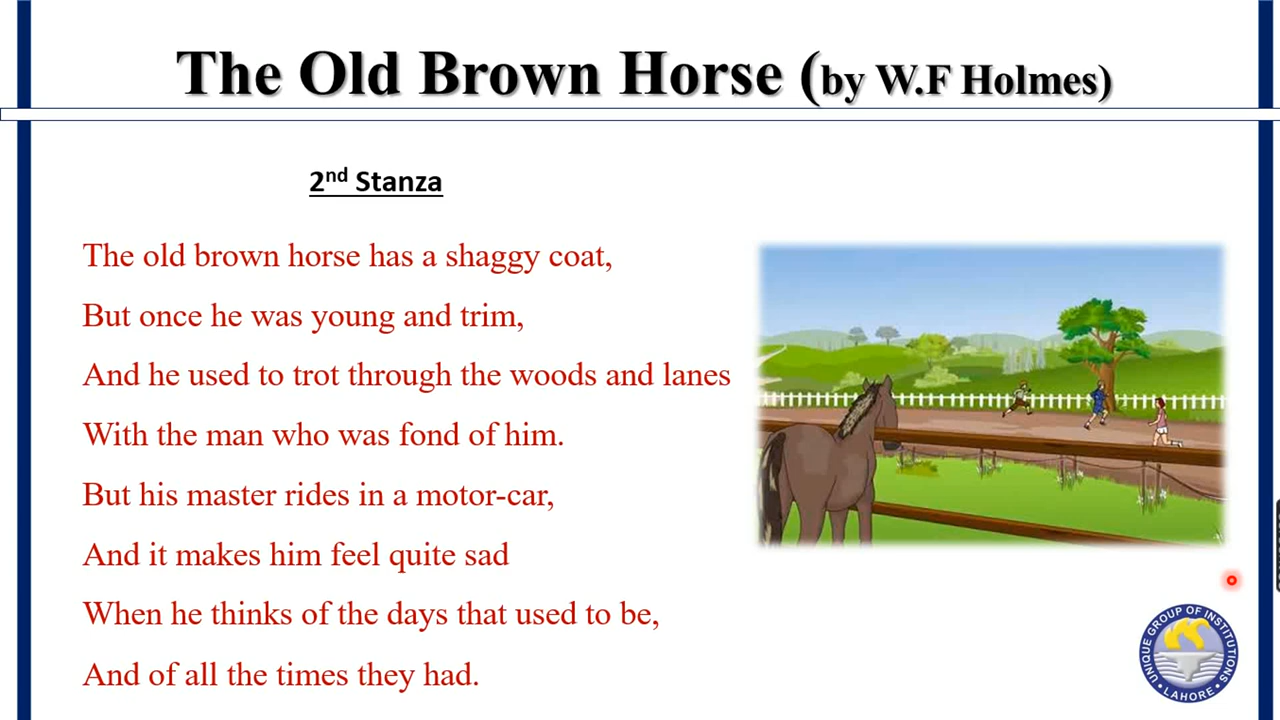 The Old Brown Horse (by W.F Holmes)
2nd Stanza
The old brown horse has a shaggy coat,
But once he was young and trim,
And he used to trot through the woods and lanes
With the man who was fond of him.
But his master rides in a motor-car,
And it makes him feel quite sad
When he thinks of the days that used to be,
And of all the times they had.
UNIQUE GROUP OF INSTITUTIONS
• LAHORE •